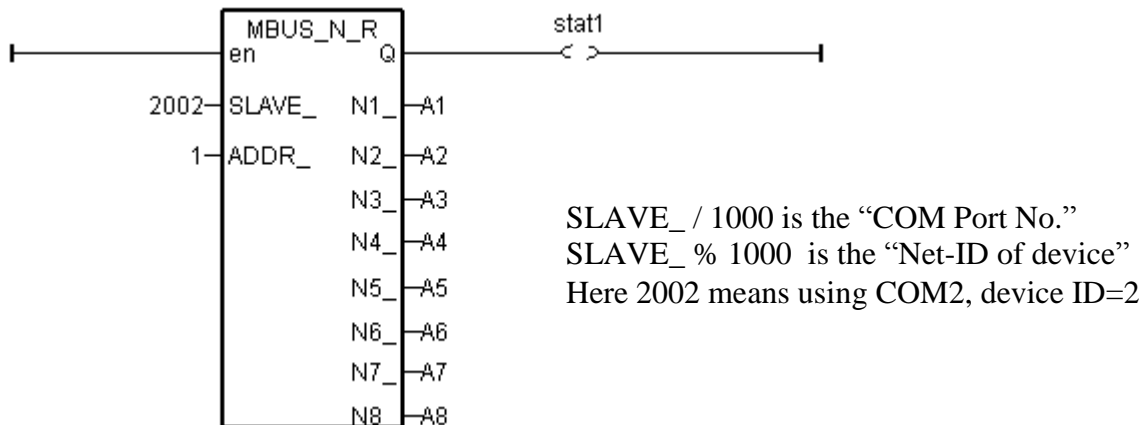 MBUS_N_R
stat1
en Q
2002 SLAVE_ N1_ A1
1 ADDR_ N2_ A2
N3_ A3
N4_ A4
N5_ A5
N6_ A6
N7_ A7
N8 A8
SLAVE_ / 1000 is the “COM Port No.”
SLAVE_ % 1000 is the “Net-ID of device”
Here 2002 means using COM2, device ID=2